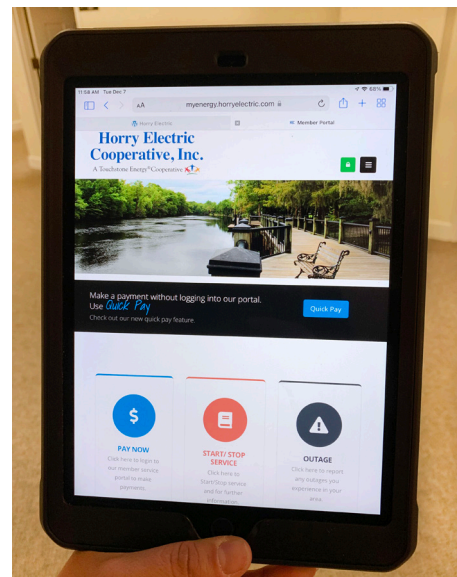 11:58 AM Tue Dec 7
68%
AA
myenergy.horryelectric.com
Horry Electric
Member Portal
Horry Electric
Cooperative, Inc.
A Touchstone Energy® Cooperative
Make a payment without logging into our portal.
Use Quick Pay
Check out our new quick pay feature.
Quick Pay
$
PAY NOW
Click here to login to
our member service
portal to make
payments.
START/ STOP
SERVICE
Click here to
Start/Stop service
and for further
information.
OUTAGE
Click here to report
any outages you
experience in your
area